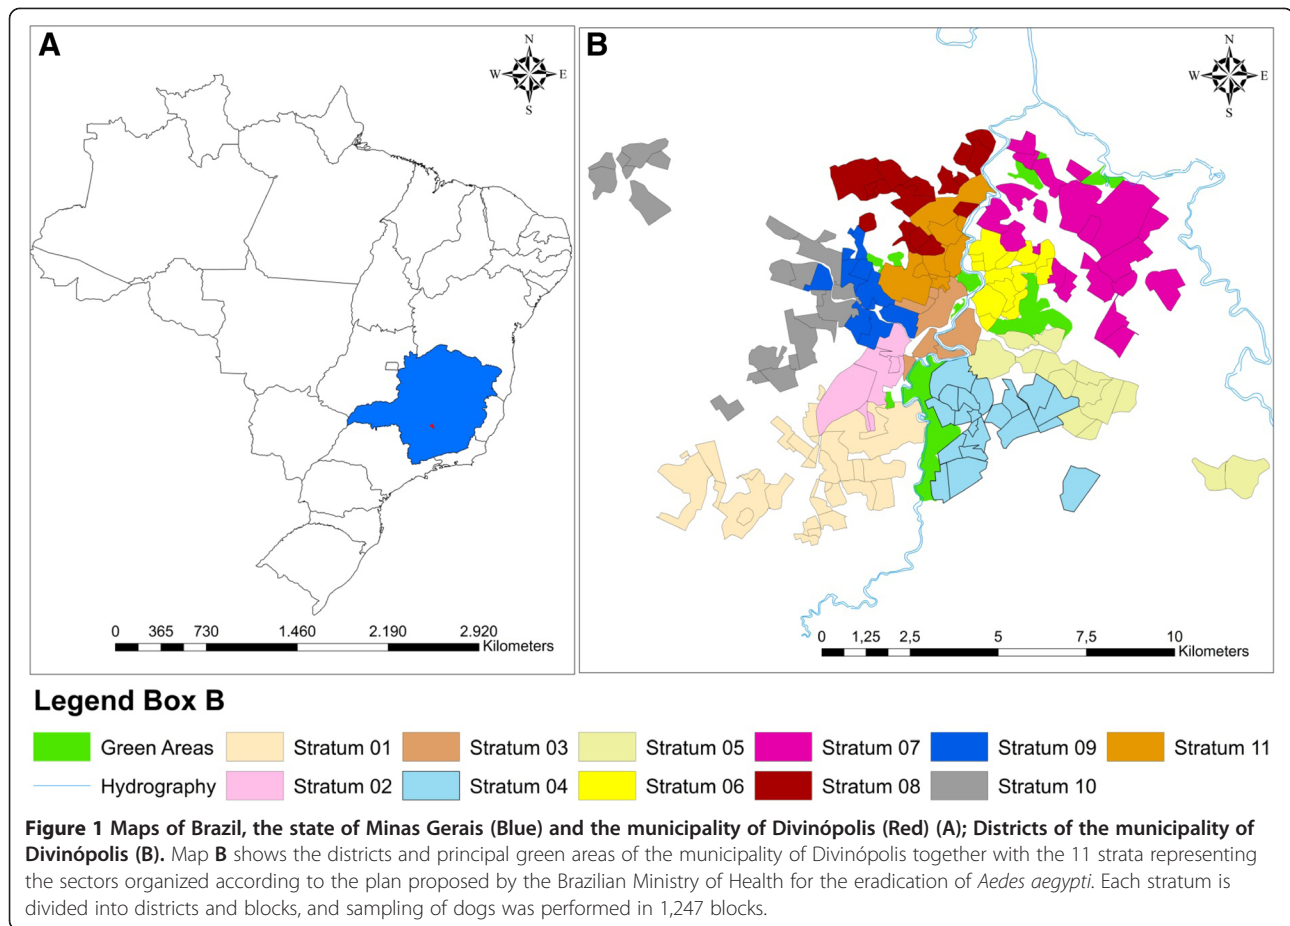 A
N
W E
S
0 365 730 1.460 2.190 2.920
Kilometers
B
N
W E
S
0 1,25 2,5 5 7,5 10
Kilometers
Legend Box B
Green Areas Stratum 01 Stratum 03 Stratum 05 Stratum 07 Stratum 09 Stratum 11
Hydrography Stratum 02 Stratum 04 Stratum 06 Stratum 08 Stratum 10
Figure 1 Maps of Brazil, the state of Minas Gerais (Blue) and the municipality of Divinópolis (Red) (A); Districts of the municipality of
Divinópolis (B). Map B shows the districts and principal green areas of the municipality of Divinópolis together with the 11 strata representing
the sectors organized according to the plan proposed by the Brazilian Ministry of Health for the eradication of Aedes aegypti. Each stratum is
divided into districts and blocks, and sampling of dogs was performed in 1,247 blocks.